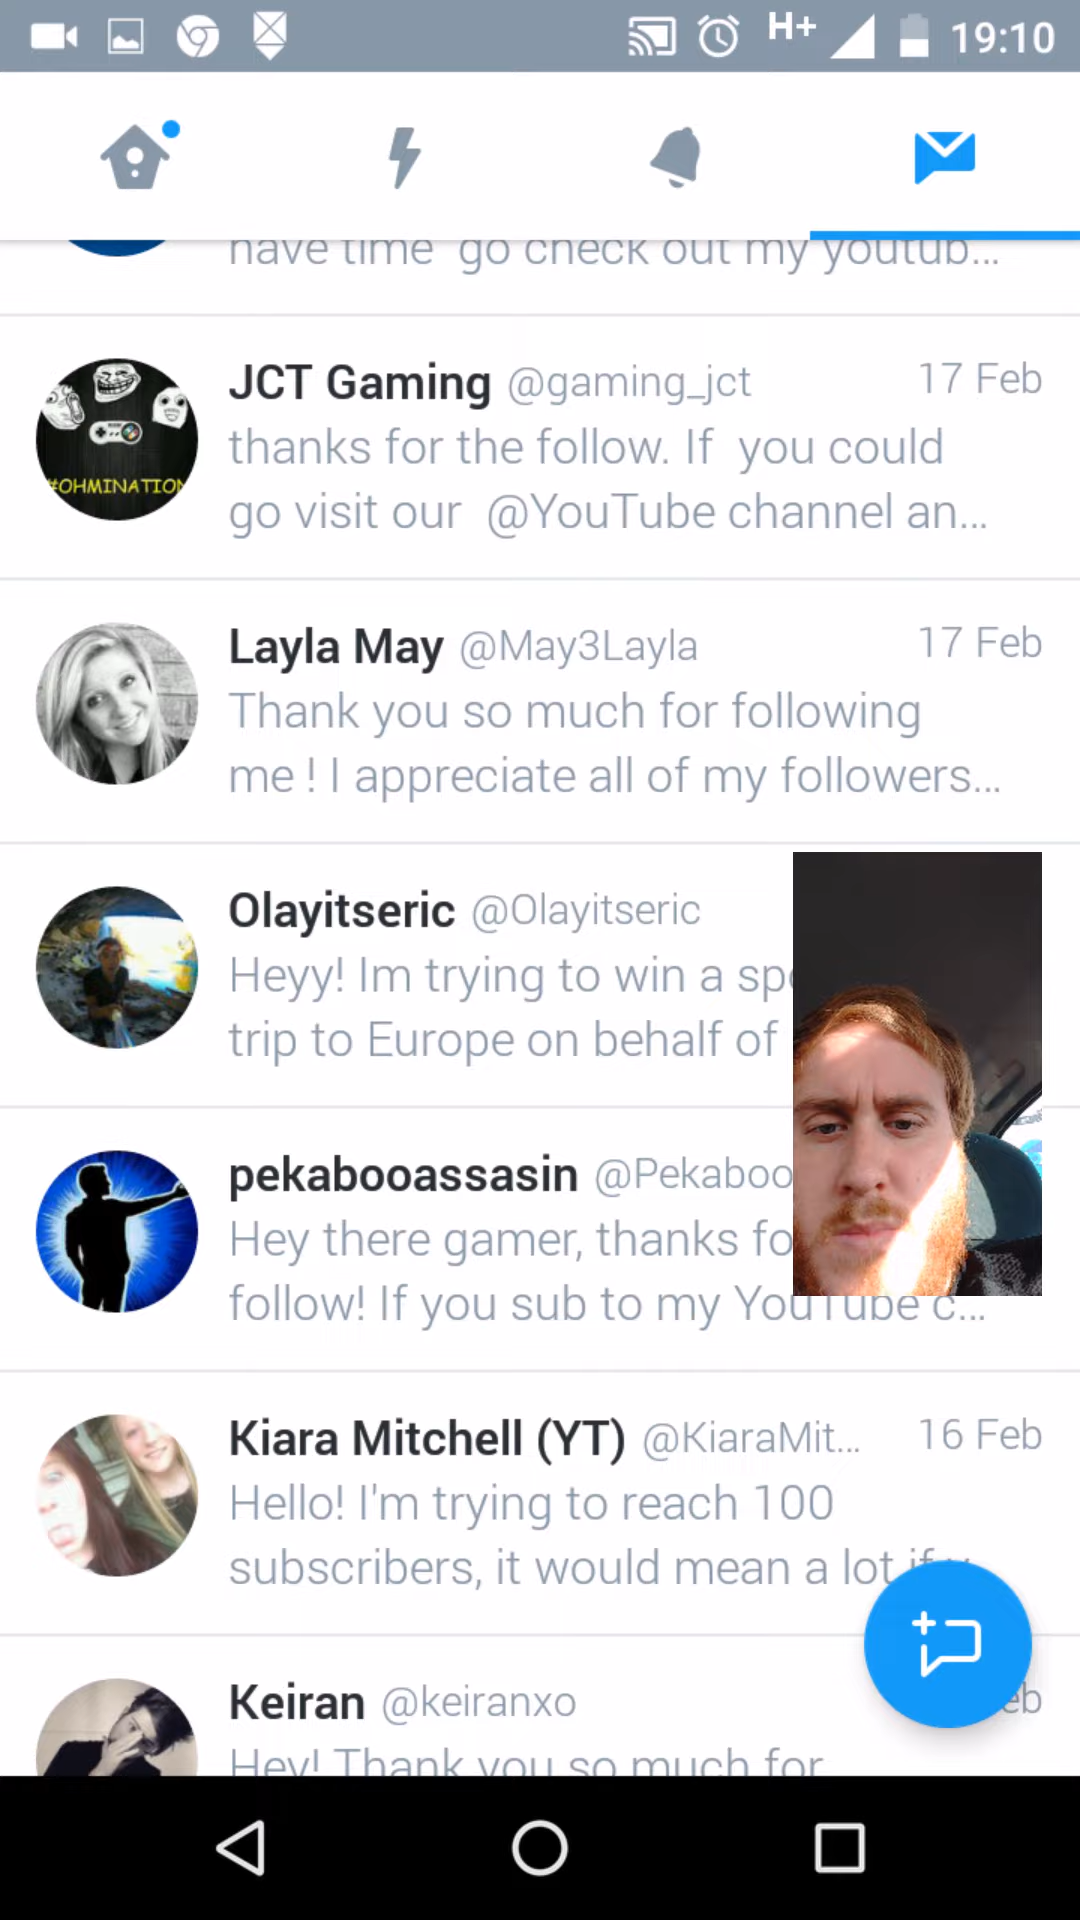 H+ 19:10
have time go check out my youtub...
JCT Gaming @gaming_jct 17 Feb
thanks for the follow. If you could
go visit our @YouTube channel an...
#OHMINATION
Layla May @May3Layla 17 Feb
Thank you so much for following
me ! I appreciate all of my followers...
Olayitseric @Olayitseric
Heyy! Im trying to win a
trip to Europe on behalf of
pekabooassasin @Pekaboo
Hey there gamer, thanks fo
follow! If you sub to my YouTube c...
Kiara Mitchell (YT) @KiaraMit... 16 Feb
Hello! I'm trying to reach 100
subscribers, it would mean a lot if
Keiran @keiranxo
Hey! Thank you so much for